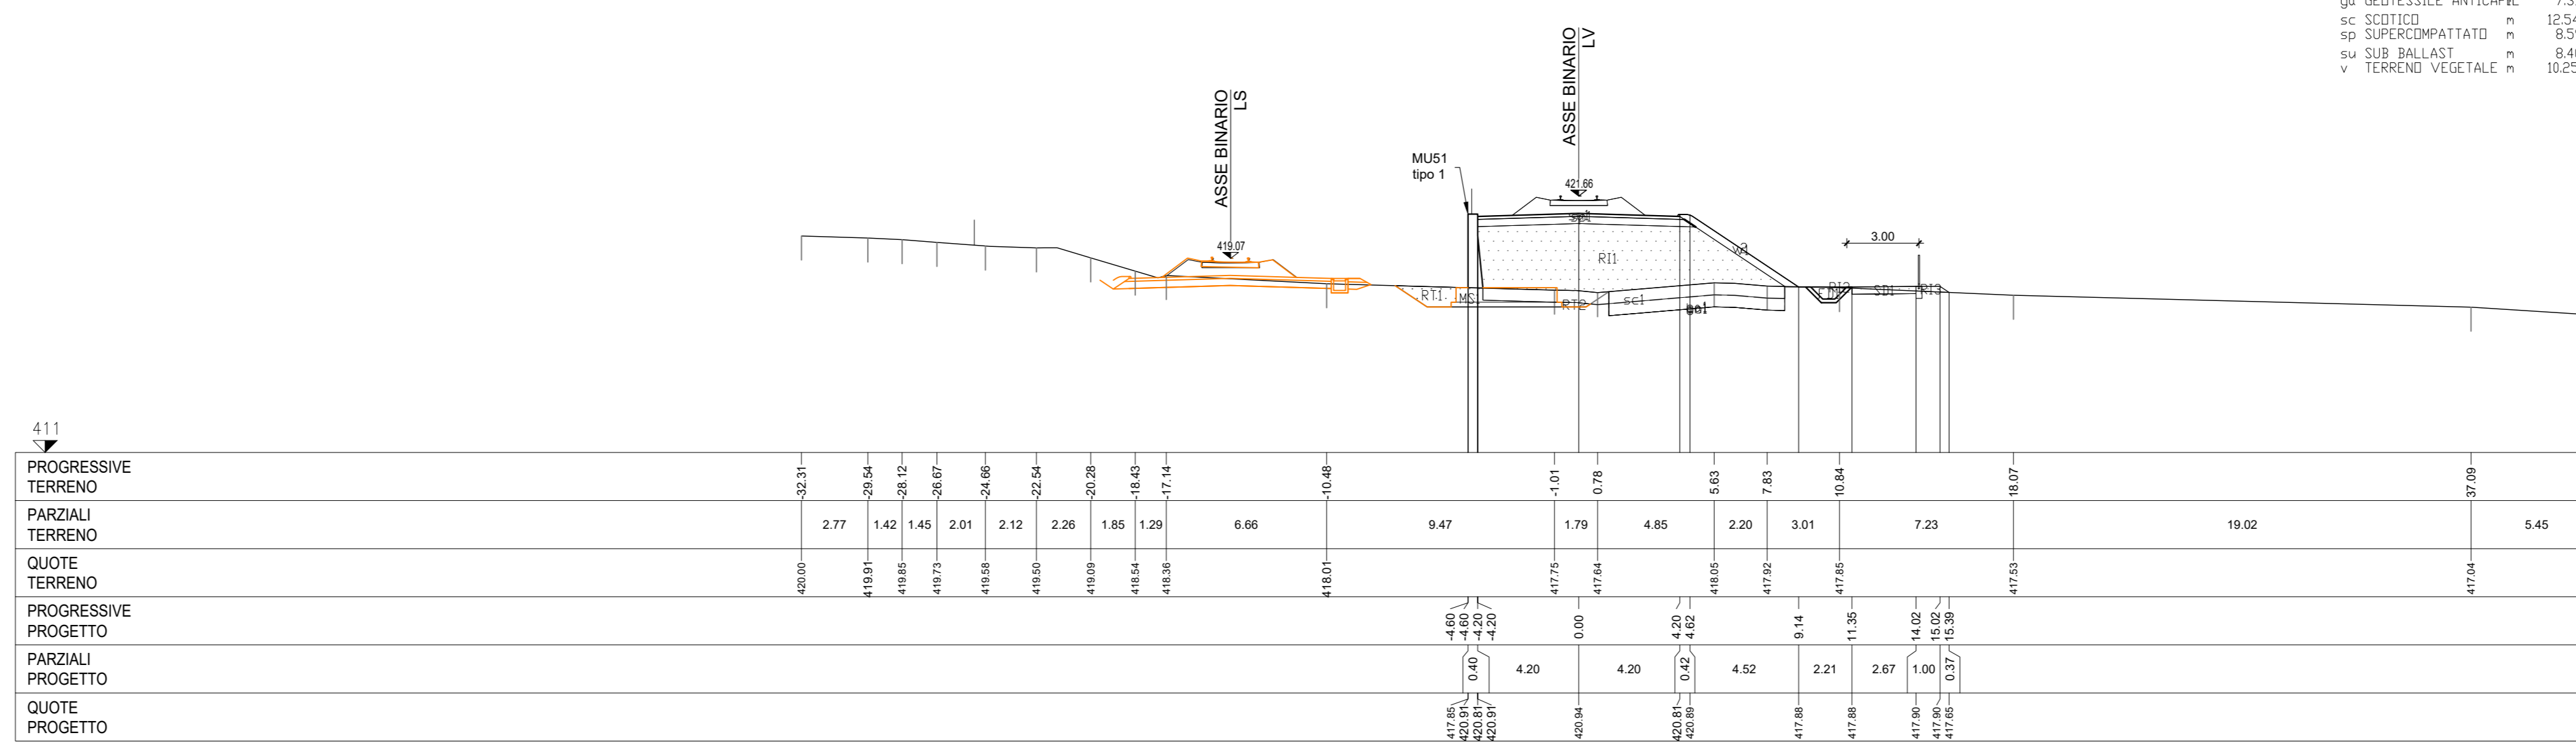 sc SCOTICO m
sp SUPERCOMPATTATO m
su SUB BALLAST m
v TERRENO VEGETALE m
ASSE BINARIO
LV
ASSE BINARIO
LS
MU51
tipo 1
421.66
419.07
3.00
RI1
RT1
MS
RT2
sc1
SD1
RI3
411
PROGRESSIVE
TERRENO
-32.31 -29.54 -28.12 -26.67 -24.66 -22.54 -20.28 -18.43 -17.14 -10.48 -1.01 0.78 5.63 7.83 10.84 18.07 37.09
PARZIALI
TERRENO
2.77 1.42 1.45 2.01 2.12 2.26 1.85 1.29 6.66 9.47 1.79 4.85 2.20 3.01 7.23 19.02 5.45
QUOTE
TERRENO
420.00 419.91 419.85 419.73 419.58 419.50 419.09 418.54 418.36 418.01 417.75 417.64 418.05 417.92 417.85 417.53 417.04
PROGRESSIVE
PROGETTO
-4.60 -4.60 -4.20 -4.20 0.00 4.20 4.62 9.14 11.35 14.02 15.02 15.39
PARZIALI
PROGETTO
0.40 4.20 4.20 0.42 4.52 2.21 2.67 1.00 0.37
QUOTE
PROGETTO
417.85 420.91 420.81 420.91 420.94 420.81 420.89 417.88 417.88 417.90 417.90 417.65